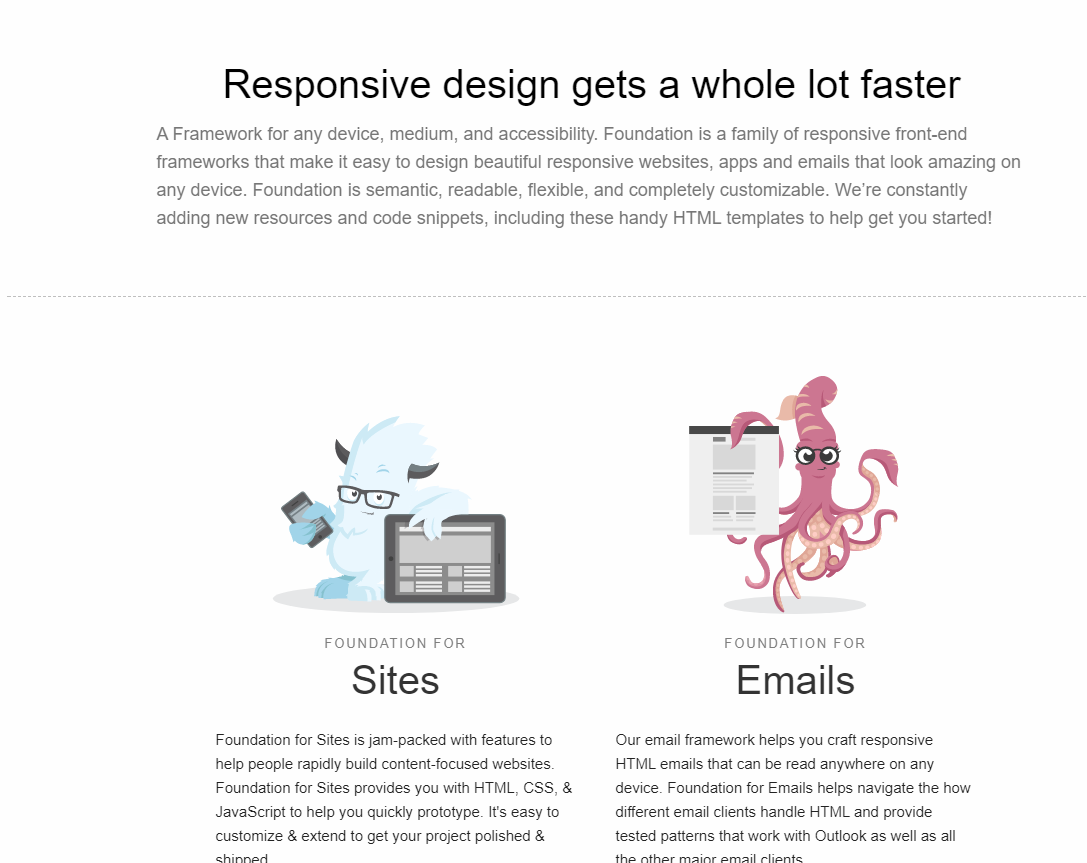 Responsive design gets a whole lot faster
A Framework for any device, medium, and accessibility. Foundation is a family of responsive front-end
frameworks that make it easy to design beautiful responsive websites, apps and emails that look amazing on
any device. Foundation is semantic, readable, flexible, and completely customizable. We’re constantly
adding new resources and code snippets, including these handy HTML templates to help get you started!
FOUNDATION FOR
Sites
Foundation for Sites is jam-packed with features to
help people rapidly build content-focused websites.
Foundation for Sites provides you with HTML, CSS, &
JavaScript to help you quickly prototype. It's easy to
customize & extend to get your project polished &
shipped.
FOUNDATION FOR
Emails
Our email framework helps you craft responsive
HTML emails that can be read anywhere on any
device. Foundation for Emails helps navigate the how
different email clients handle HTML and provide
tested patterns that work with Outlook as well as all
the other major email clients.